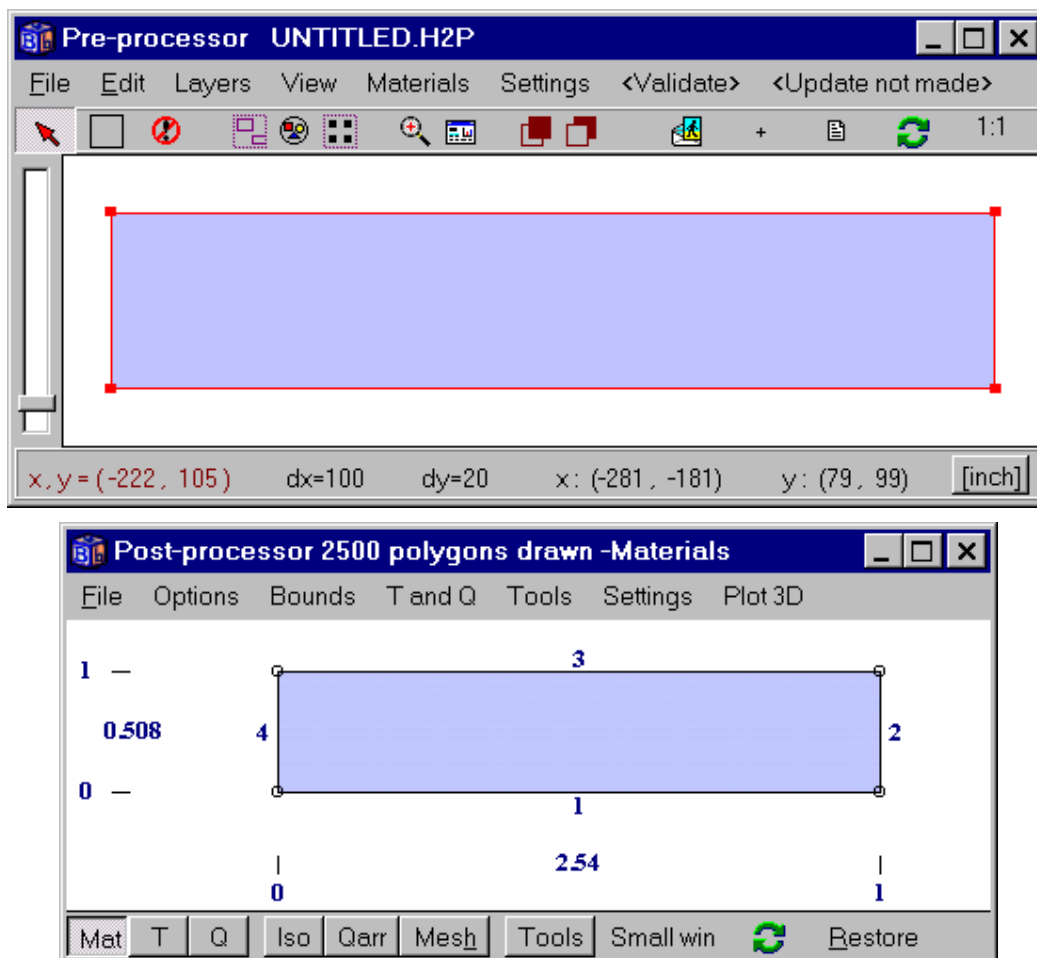 Pre-processor UNTITLED.H2P
File Edit Layers View Materials Settings <Validate> <Update not made>
1:1
x,y=(-222, 105) dx=100 dy=20 x: (-281, -181) y: (79, 99) [inch]
Post-processor 2500 polygons drawn -Materials
File Options Bounds T and Q Tools Settings Plot 3D
1 3
0.508 4 2
0 1
2.54
0 1
Mat T Q Iso Qarr Mesh Tools Small win Restore